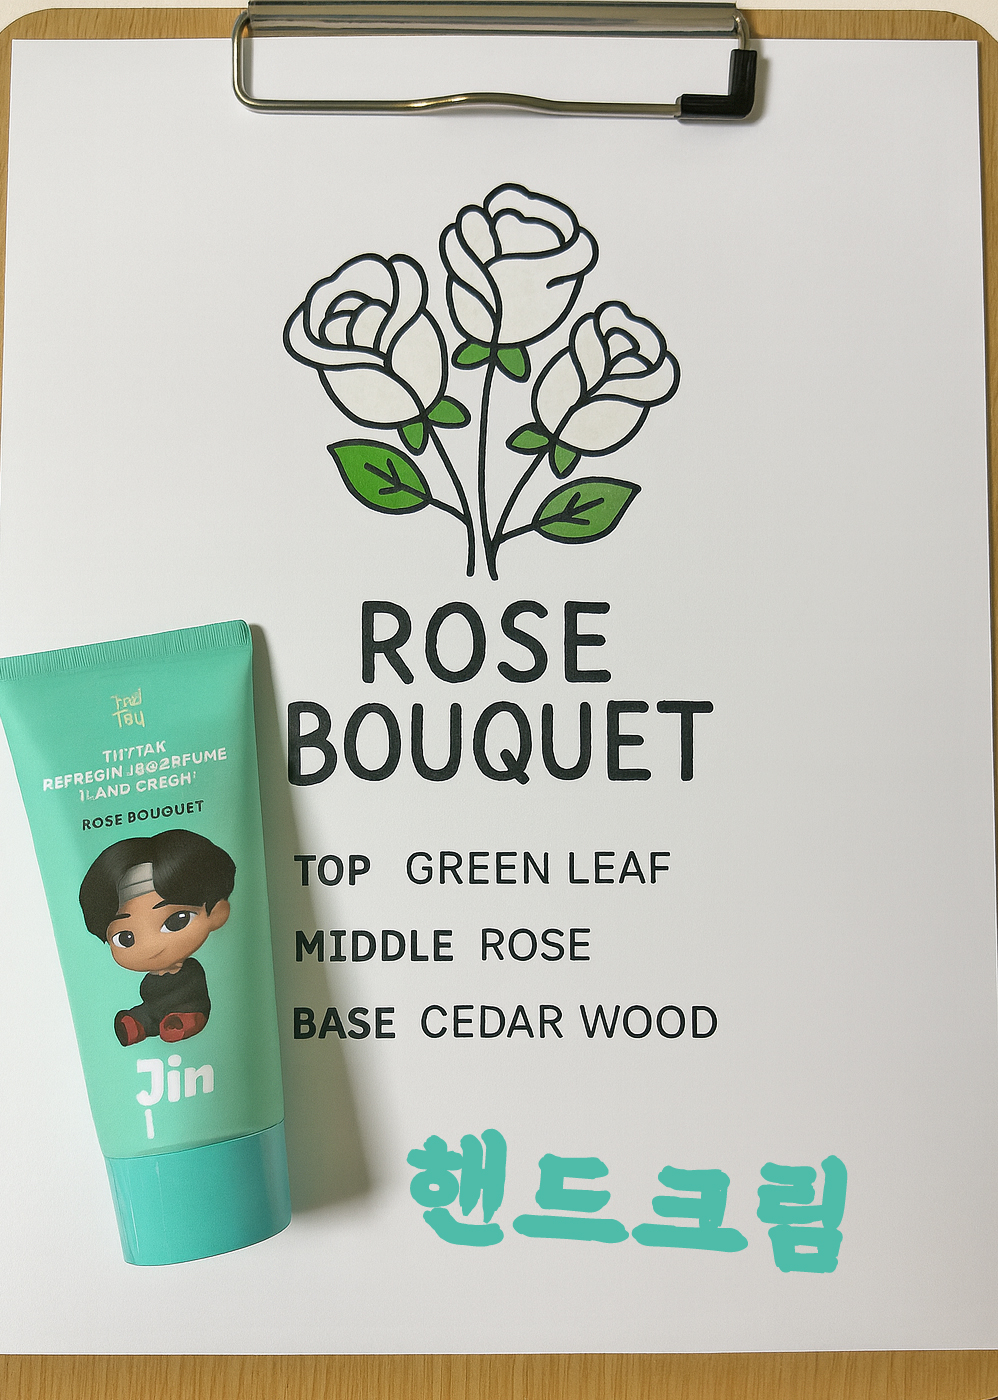 ROSE
BOUQUET
TOP GREEN LEAF
MIDDLE ROSE
BASE CEDAR WOOD
ROSE BOUQUET
Jin
핸드크림